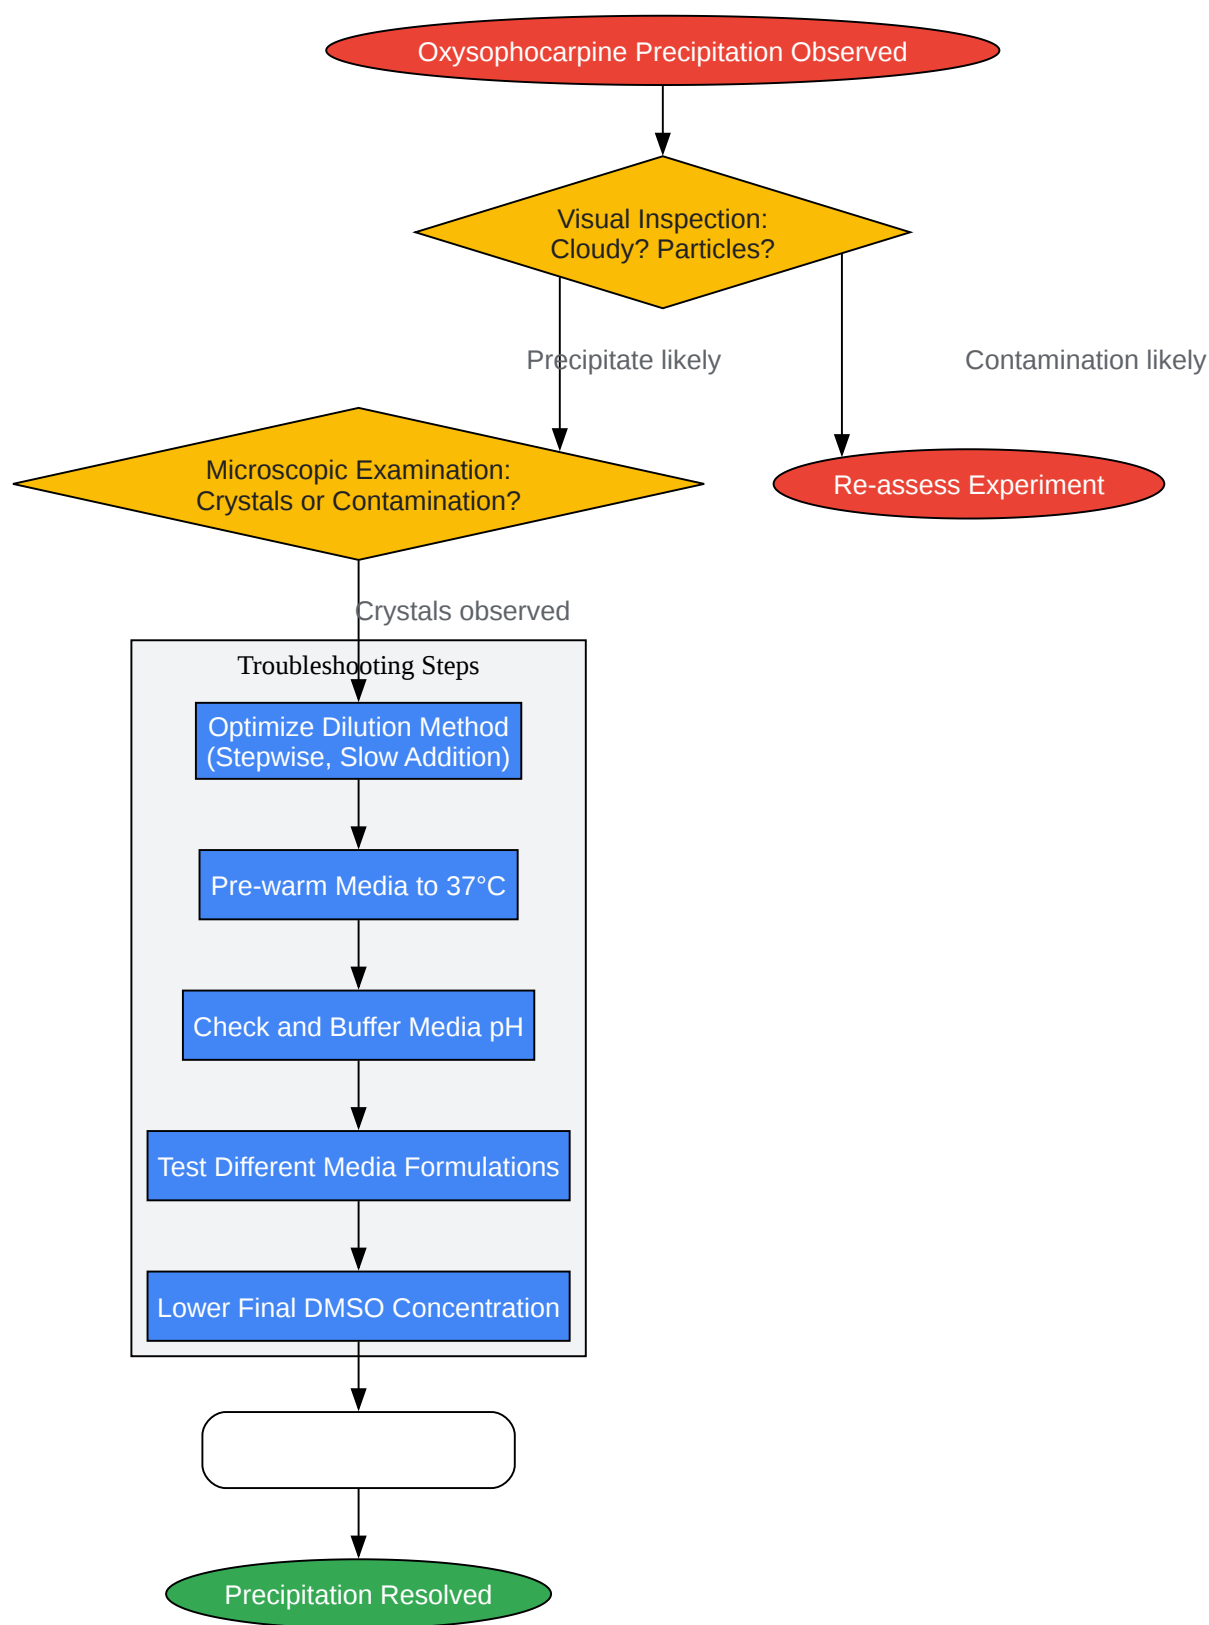 Oxysophocarpine Precipitation Observed
Visual Inspection:
Cloudy? Particles?
Precipitate likely
Contamination likely
Microscopic Examination:
Crystals or Contamination?
Re-assess Experiment
Crystals observed
Troubleshooting Steps
Optimize Dilution Method
(Stepwise, Slow Addition)
Pre-warm Media to 37°C
Check and Buffer Media pH
Test Different Media Formulations
Lower Final DMSO Concentration
Precipitation Resolved